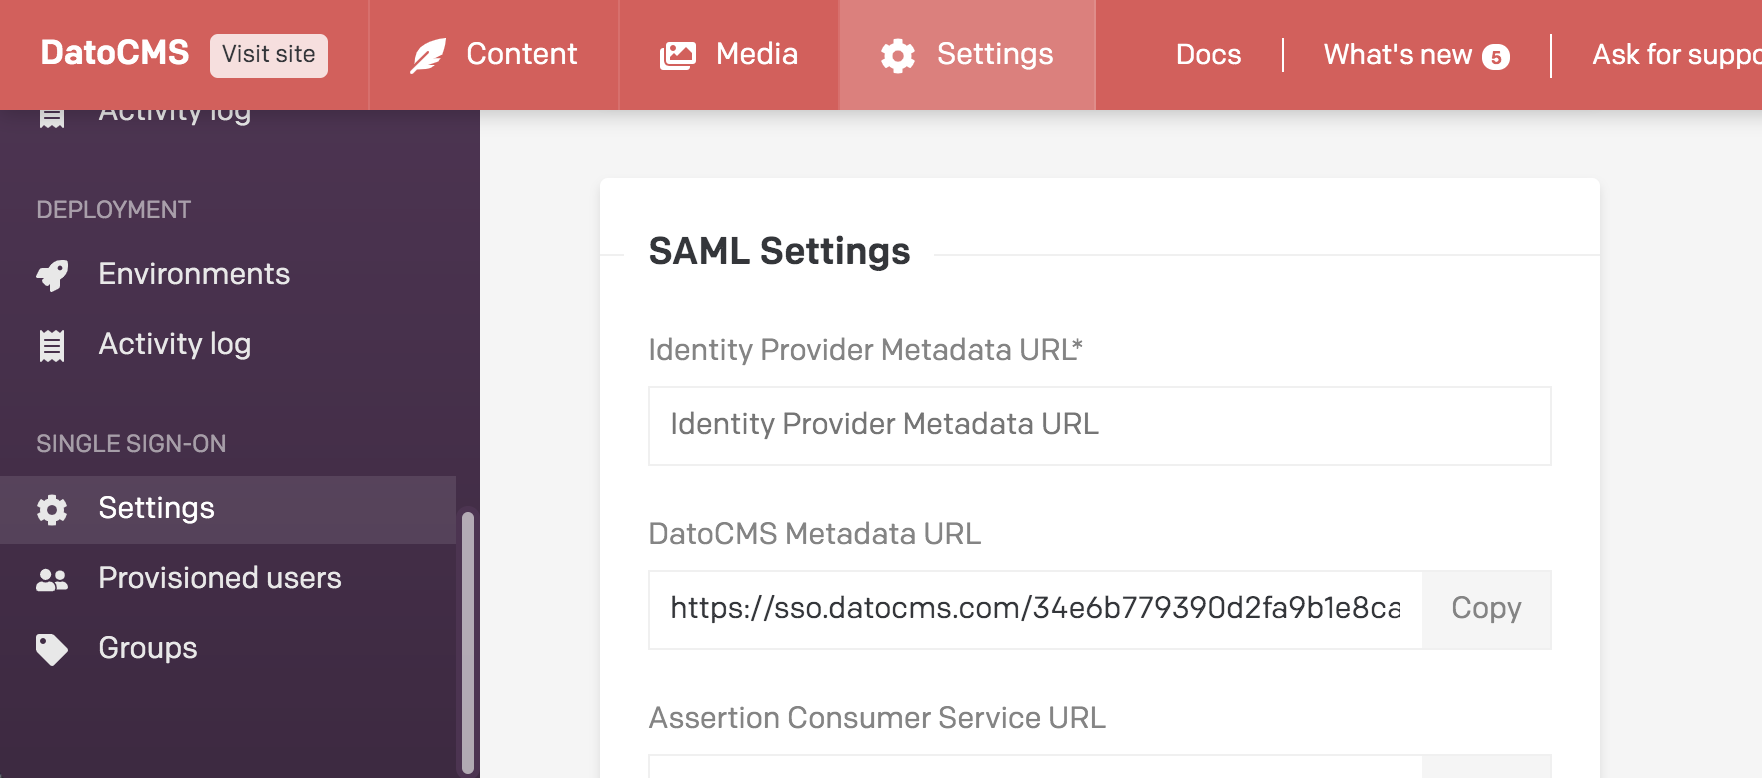 DatoCMS Visit site Content Media Settings Docs What's new 5 Ask for suppo
Activity log
DEPLOYMENT
Environments
Activity log
SINGLE SIGN-ON
Settings
Provisioned users
Groups
SAML Settings
Identity Provider Metadata URL*
Identity Provider Metadata URL
DatoCMS Metadata URL
https://sso.datocms.com/34e6b779390d2fa9b1e8ca Copy
Assertion Consumer Service URL